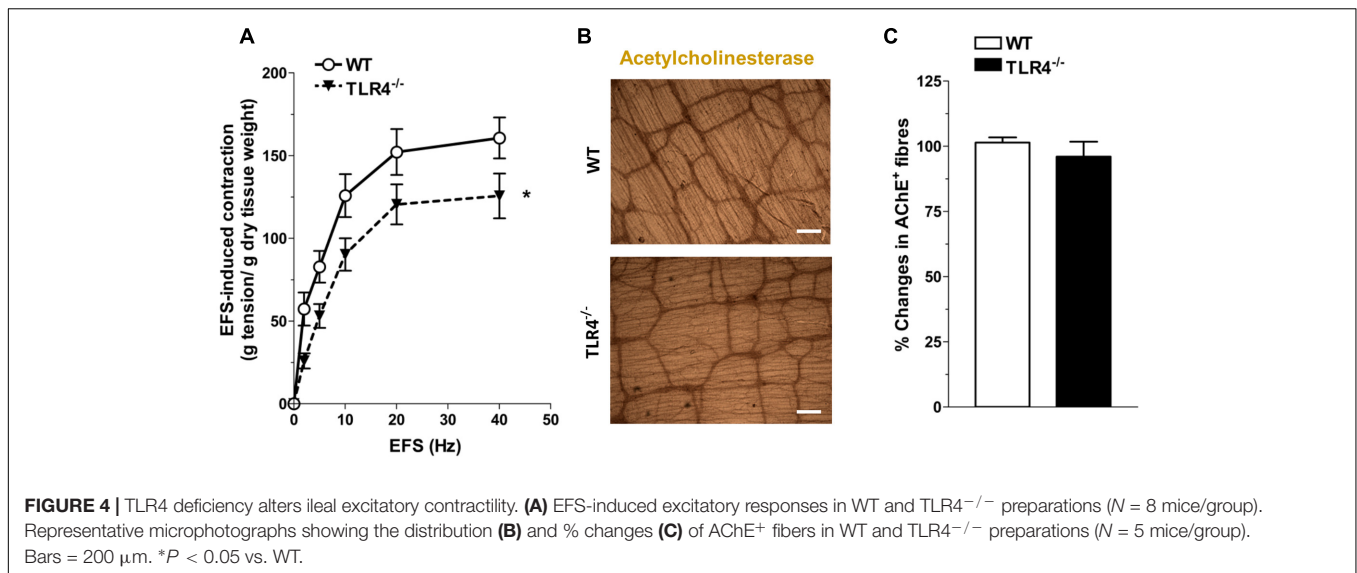 A
WT
TLR4-/-
200
150
100
50
0
0 10 20 30 40 50
EFS-induced contraction
(g tension/ g dry tissue weight)
EFS (Hz)
*
B
Acetylcholinesterase
WT
TLR4-/-
C
WT
TLR4-/-
125
100
75
50
25
0
% Changes in AChE+ fibres
FIGURE 4 | TLR4 deficiency alters ileal excitatory contractility. (A) EFS-induced excitatory responses in WT and TLR4−/− preparations (N = 8 mice/group).
Representative microphotographs showing the distribution (B) and % changes (C) of AChE+ fibers in WT and TLR4−/− preparations (N = 5 mice/group).
Bars = 200 μm. *P < 0.05 vs. WT.